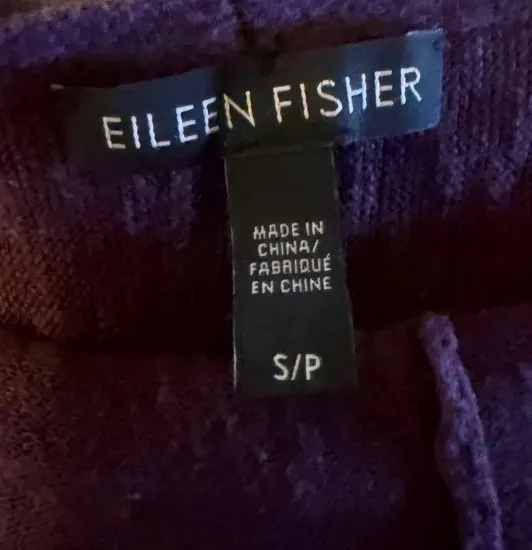 EILEEN FISHER
MADE IN
CHINA/
FABRIQUÉ
EN CHINE
S/P